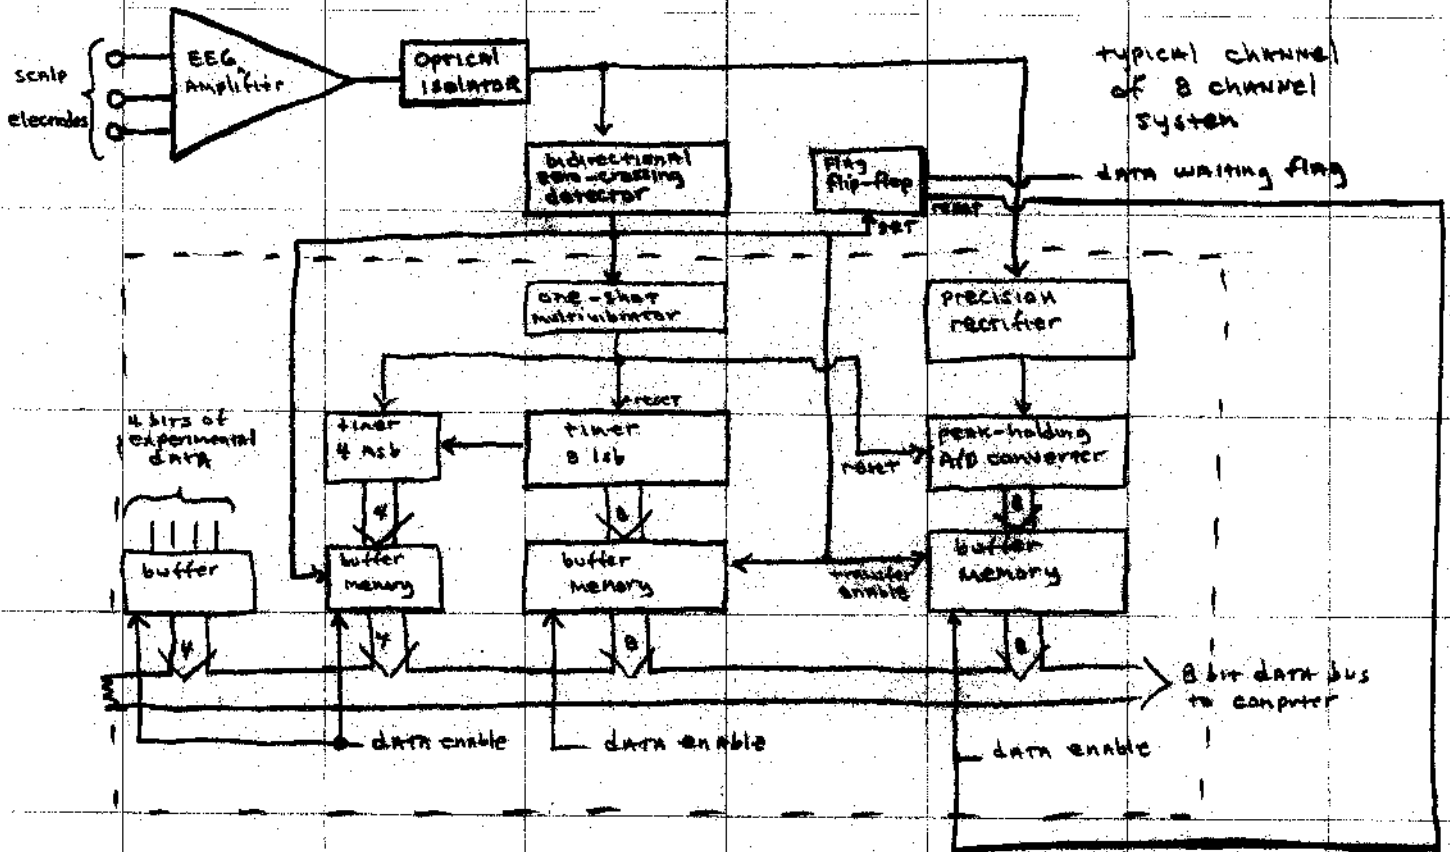 scalp
elecrodes
EEG
Amplifier
OPTICAL
ISOLATOR
typical channel
of 8 channel
system
bidirectional
zero-crossing
detector
Flag
flip-flop
DATA WAITING flag
reset
set
one-shot
multivibrator
precision
rectifier
reset
4 bits of
experimental
DATA
timer
4 msb
timer
8 lsb
peak-holding
A/D converter
reset
4
8
8
buffer
buffer
memory
buffer
memory
transfer
enable
buffer
memory
4
4
8
8
8 bit DATA bus
to computer
DATA enable
DATA enable
DATA enable